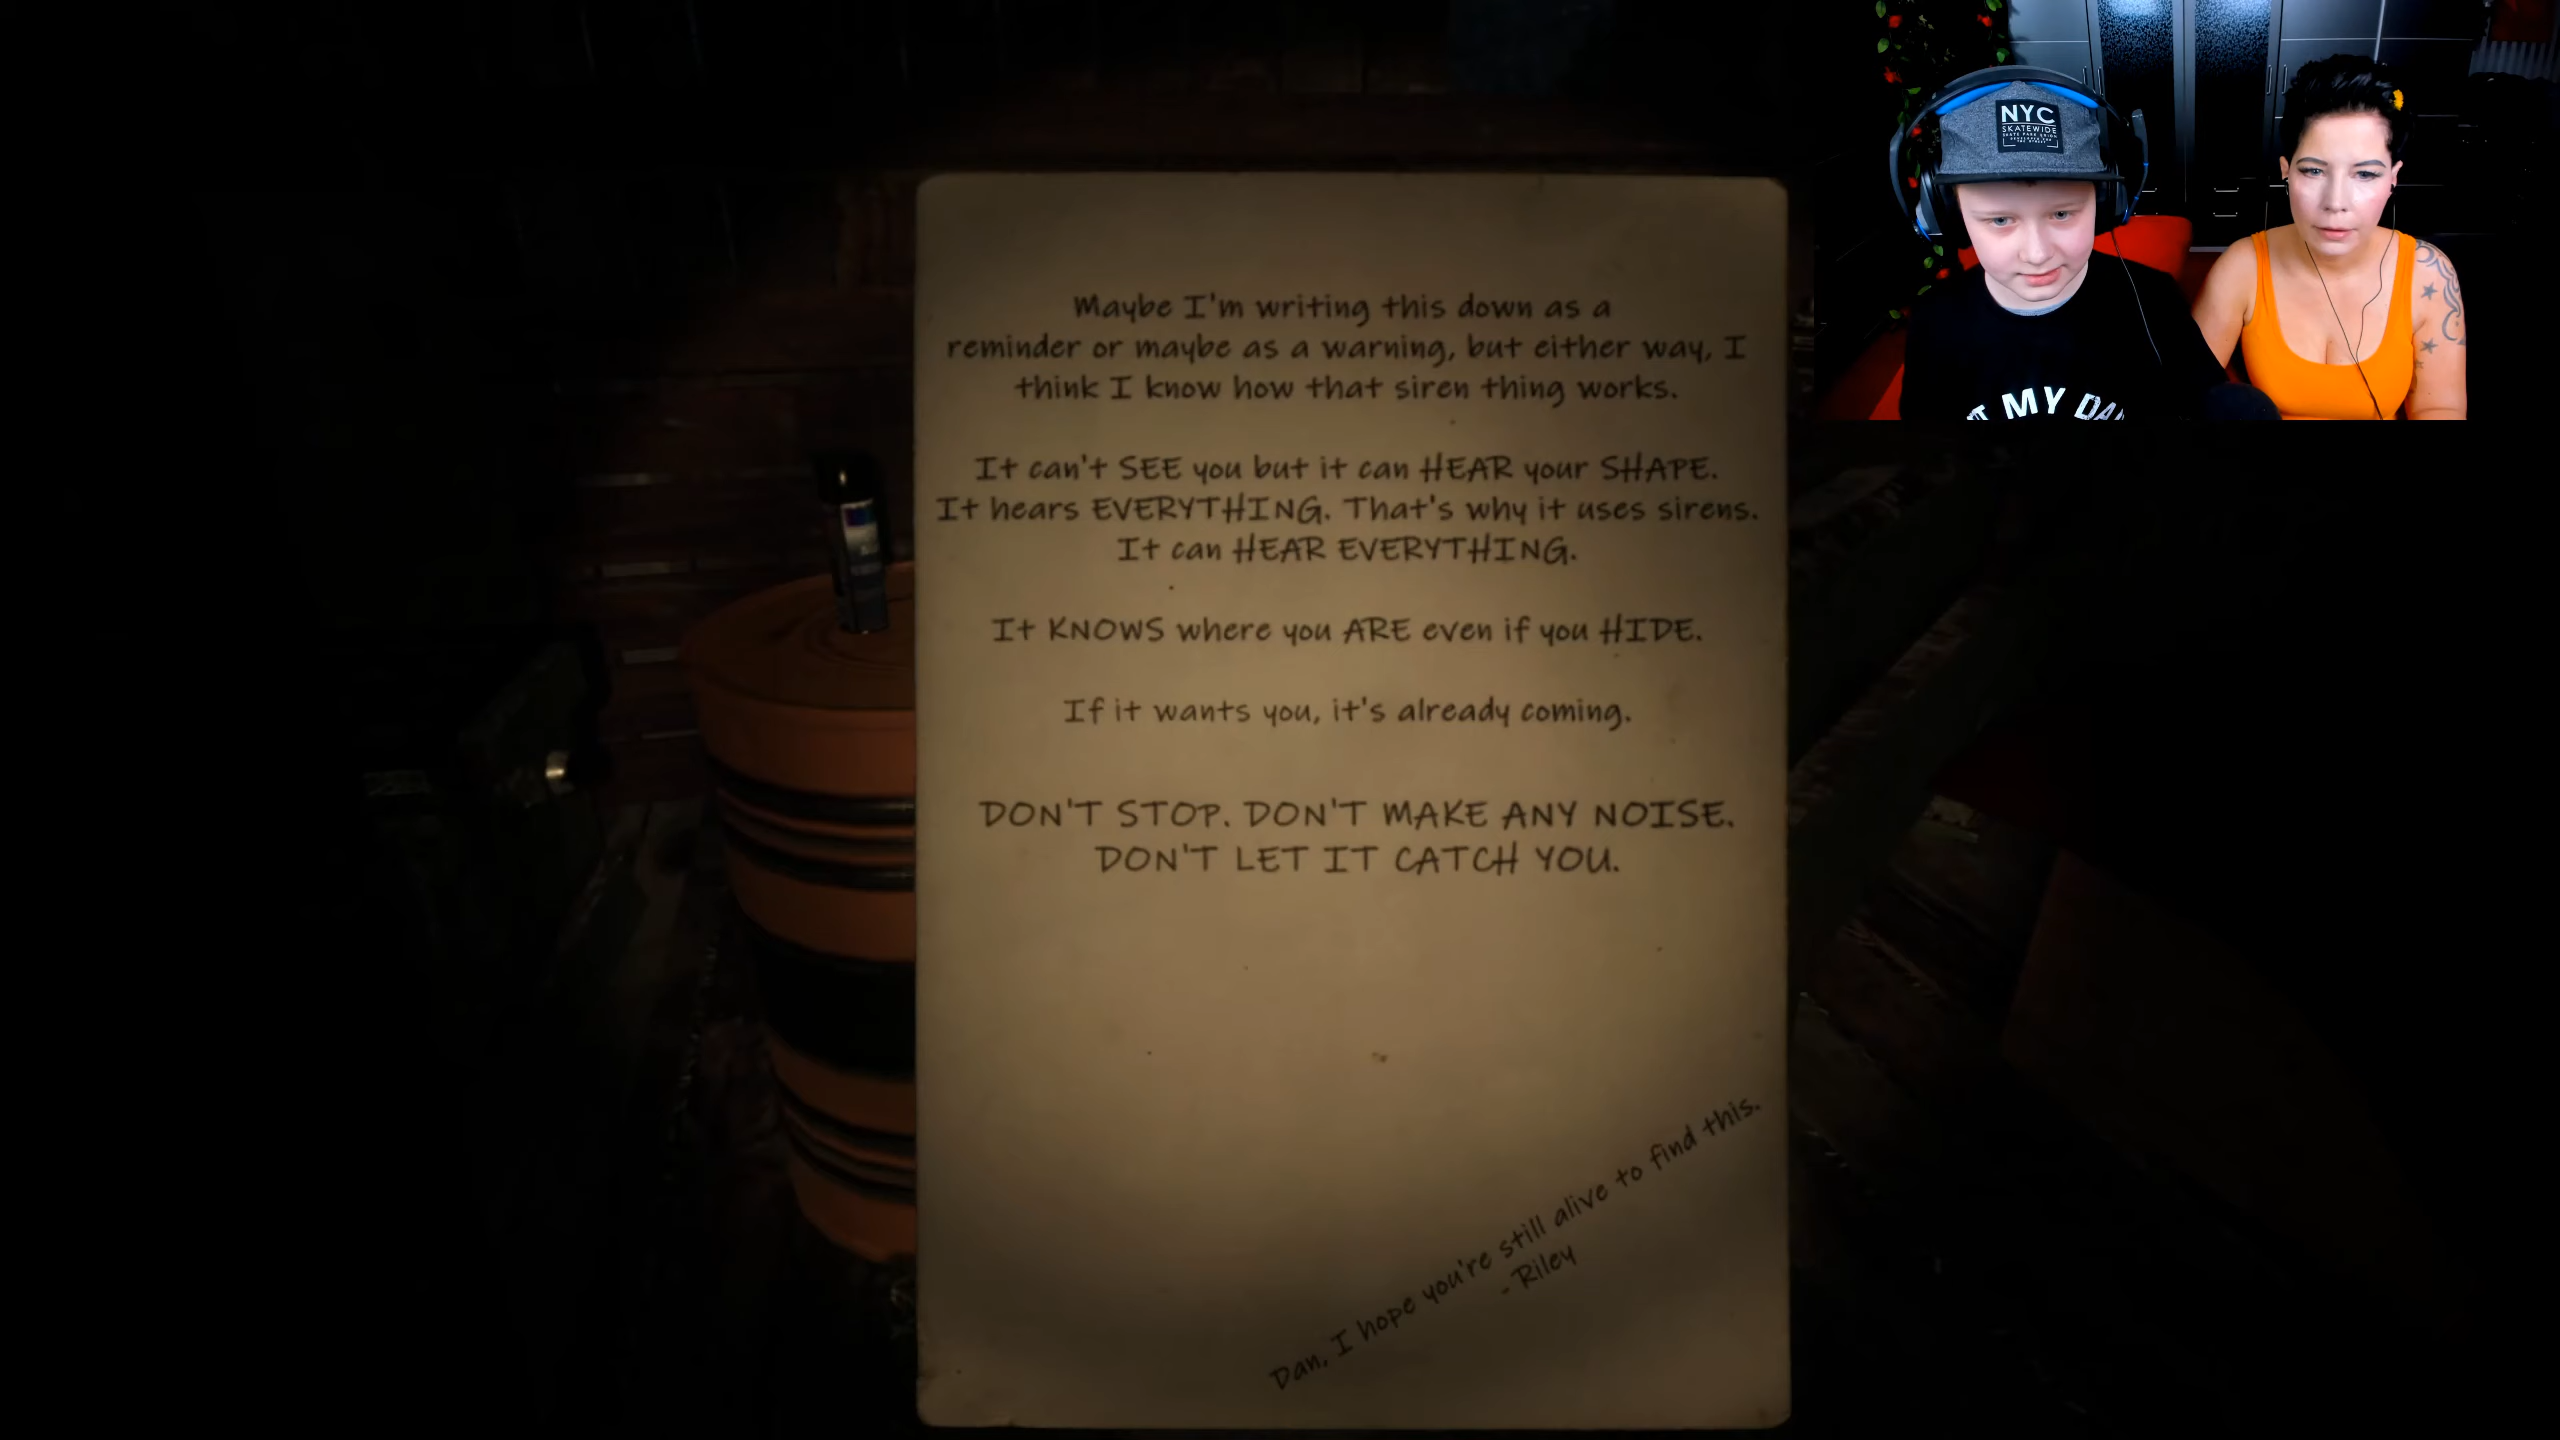 Maybe I'm writing this down as a
reminder or maybe as a warning, but either way, I
think I know how that siren thing works.
It can't SEE you but it can HEAR your SHAPE.
It hears EVERYTHING. That's why it uses sirens.
It can HEAR EVERYTHING.
It KNOWS where you ARE even if you HIDE.
If it wants you, it's already coming.
DON'T STOP. DON'T MAKE ANY NOISE.
DON'T LET IT CATCH YOU.
Dan, I hope you're still alive to find this.
- Riley
NYC
SKATEWIDE
MY